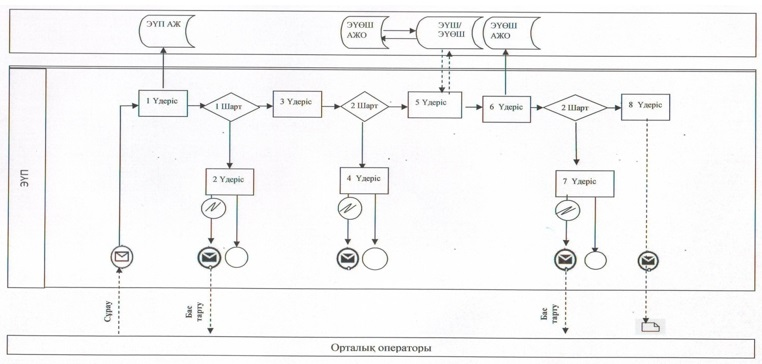 ЭҮП АЖ
ЭҮӨШ
АЖО
ЭҮШ/
ЭҮӨШ
ЭҮӨШ
АЖО
ЭҮП
1 Үдеріс
1 Шарт
3 Үдеріс
2 Шарт
5 Үдеріс
6 Үдеріс
2 Шарт
8 Үдеріс
2 Үдеріс
4 Үдеріс
7 Үдеріс
Сұрау
Бас
тарту
Бас
тарту
Орталық операторы